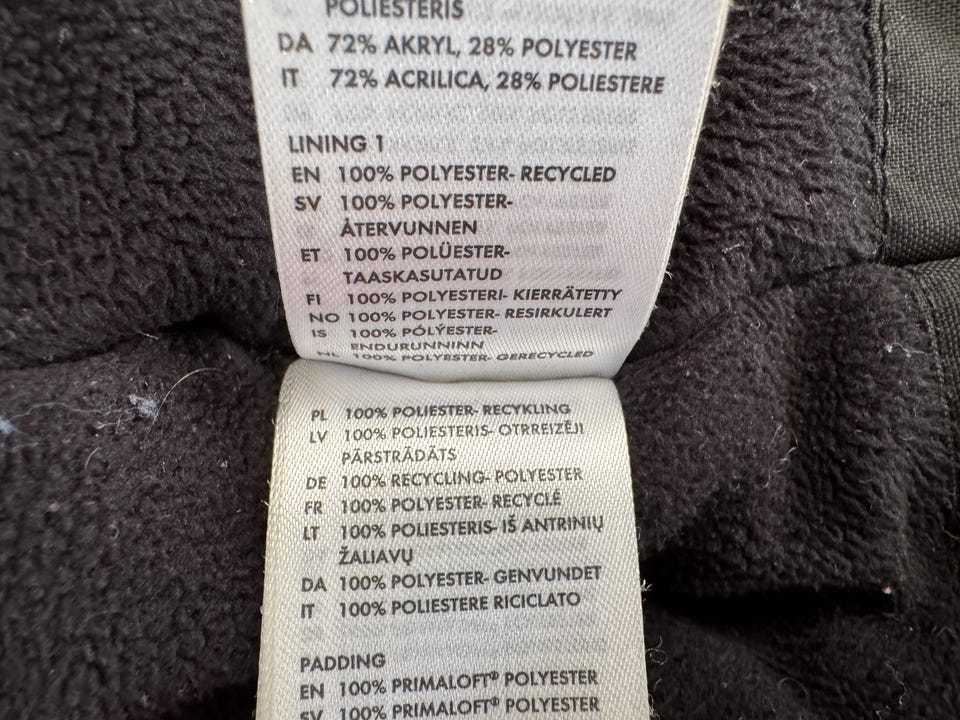 POLIESTERIS
DA 72% AKRYL, 28% POLYESTER
IT 72% ACRILICA, 28% POLIESTERE
LINING 1
EN 100% POLYESTER- RECYCLED
SV 100% POLYESTER-
ÅTERVUNNEN
ET 100% POLÜESTER-
TAASKASUTATUD
FI 100% POLYESTERI- KIERRÄTETTY
NO 100% POLYESTER- RESIRKULERT
IS 100% PÓLÝESTER-
ENDURUNNINN
NL 100% POLYESTER- GERECYCLED
PL 100% POLIESTER- RECYKLING
LV 100% POLIESTERIS- OTRREIZĒJI
PĀRSTRĀDĀTS
DE 100% RECYCLING- POLYESTER
FR 100% POLYESTER- RECYCLÉ
LT 100% POLIESTERIS- IŠ ANTRINIŲ
ŽALIAVŲ
DA 100% POLYESTER- GENVUNDET
IT 100% POLIESTERE RICICLATO
PADDING
EN 100% PRIMALOFT® POLYESTER
SV 100% PRIMALOFT® POLYESTER